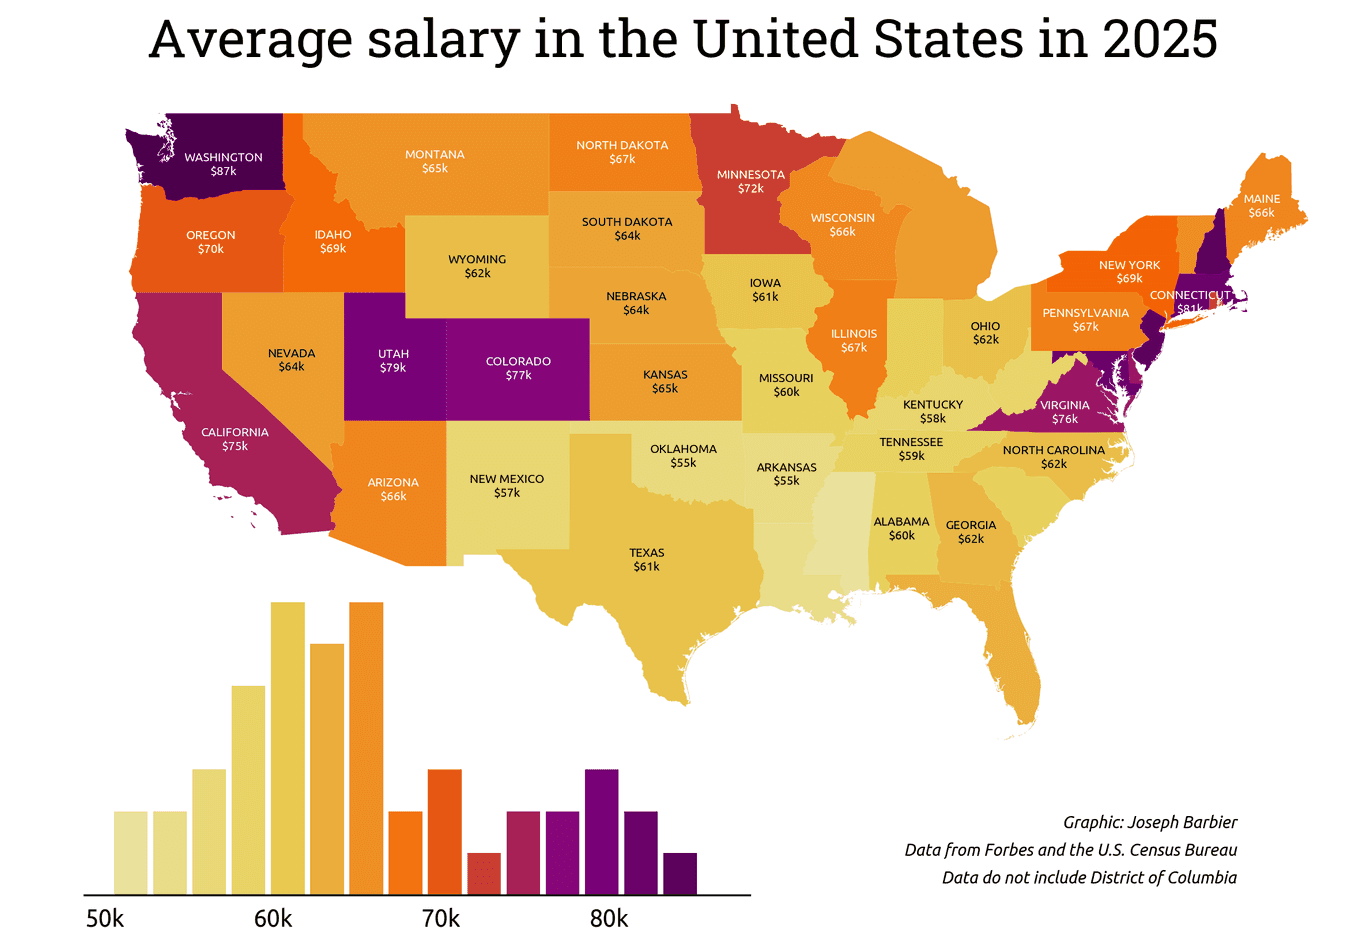 Average salary in the United States in 2025
WASHINGTON
$87k
MONTANA
$65k
NORTH DAKOTA
$67k
MINNESOTA
$72k
MAINE
$66k
OREGON
$70k
IDAHO
$69k
SOUTH DAKOTA
$64k
WISCONSIN
$66k
WYOMING
$62k
NEW YORK
$69k
IOWA
$61k
CONNECTICUT
$81k
NEBRASKA
$64k
PENNSYLVANIA
$67k
OHIO
$62k
ILLINOIS
$67k
NEVADA
$64k
UTAH
$79k
COLORADO
$77k
KANSAS
$65k
MISSOURI
$60k
KENTUCKY
$58k
VIRGINIA
$76k
CALIFORNIA
$75k
TENNESSEE
$59k
OKLAHOMA
$55k
NORTH CAROLINA
$62k
ARKANSAS
$55k
ARIZONA
$66k
NEW MEXICO
$57k
ALABAMA
$60k
GEORGIA
$62k
TEXAS
$61k
50k
60k
70k
80k
Graphic: Joseph Barbier
Data from Forbes and the U.S. Census Bureau
Data do not include District of Columbia